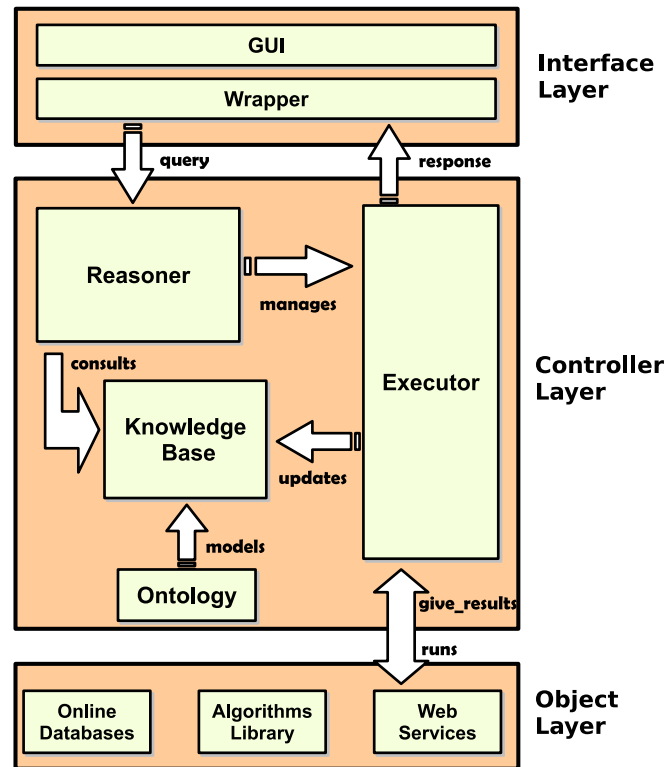 GUI
Wrapper
Interface
Layer
query
response
Reasoner
manages
consults
Executor
Controller
Layer
Knowledge
Base
updates
models
Ontology
give_results
runs
Online
Databases
Algorithms
Library
Web
Services
Object
Layer